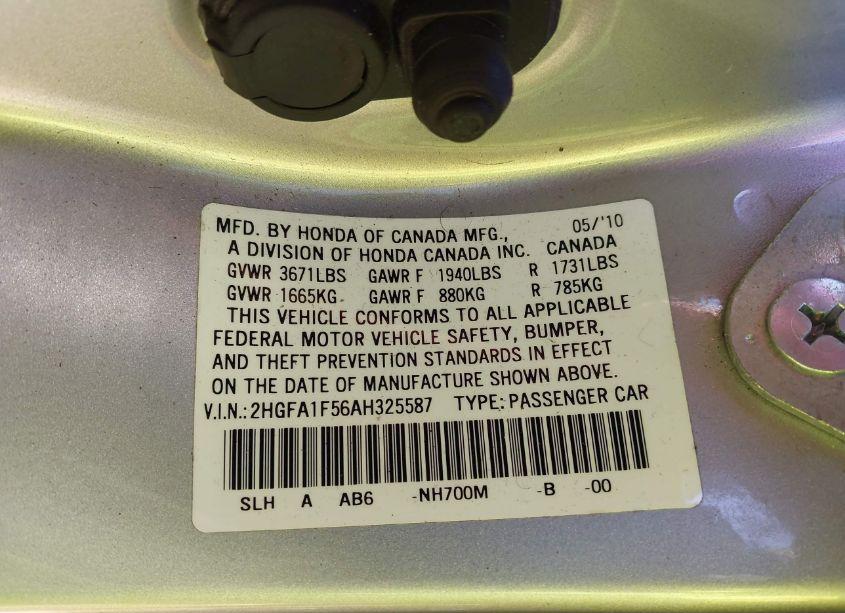 MFD. BY HONDA OF CANADA MFG., 05/'10
A DIVISION OF HONDA CANADA INC. CANADA
GVWR 3671LBS GAWR F 1940LBS R 1731LBS
GVWR 1665KG GAWR F 880KG R 785KG
THIS VEHICLE CONFORMS TO ALL APPLICABLE
FEDERAL MOTOR VEHICLE SAFETY, BUMPER,
AND THEFT PREVENTION STANDARDS IN EFFECT
ON THE DATE OF MANUFACTURE SHOWN ABOVE.
V.I.N.:2HGFA1F56AH325587 TYPE:PASSENGER CAR
SLH A AB6 -NH700M -B -00